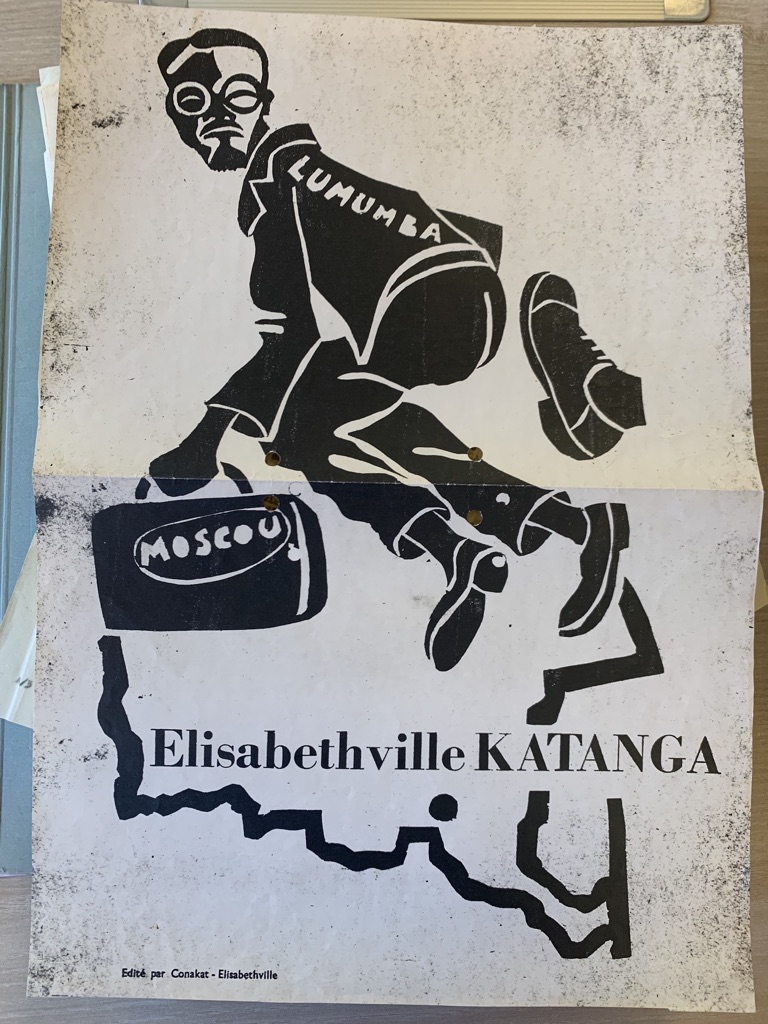 LUMUMBA
MOSCOU
Elisabethville KATANGA
Edité par Conakat - Elisabethville